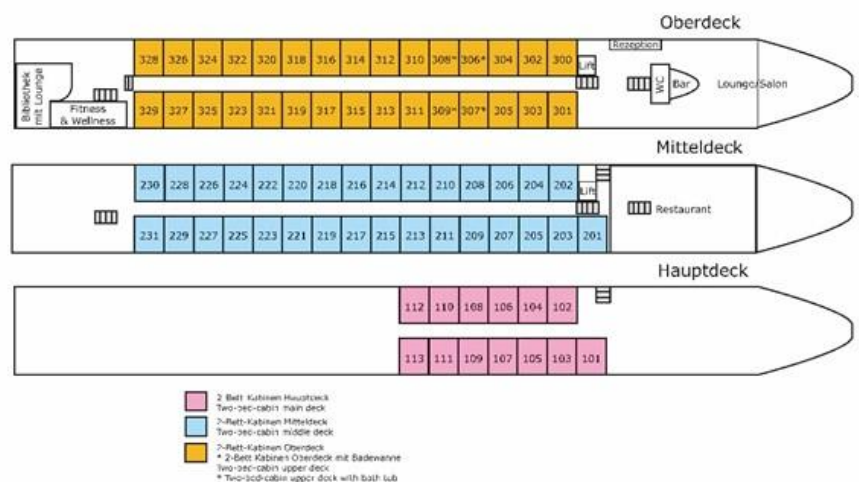 Oberdeck
Rezeption
328 326 324 322 320 318 316 314 312 310 308* 306* 304 302 300
Lift
Bibliothek
mit Lounge
WC
Bar
Lounge/Salon
Fitness
& Wellness
329 327 325 323 321 319 317 315 313 311 309* 307* 305 303 301
Mitteldeck
230 228 226 224 222 220 218 216 214 212 210 208 206 204 202
Lift
Restaurant
231 229 227 225 223 221 219 217 215 213 211 209 207 205 203 201
Hauptdeck
112 110 108 106 104 102
113 111 109 107 105 103 101
2-Bett-Kabinen Hauptdeck
Two-bed-cabin main deck
2-Bett-Kabinen Mitteldeck
Two-bed-cabin middle deck
2-Bett-Kabinen Oberdeck
* 2-Bett Kabinen Oberdeck mit Badewanne
Two-bed-cabin upper deck
* Two-bed-cabin upper deck with bath tub